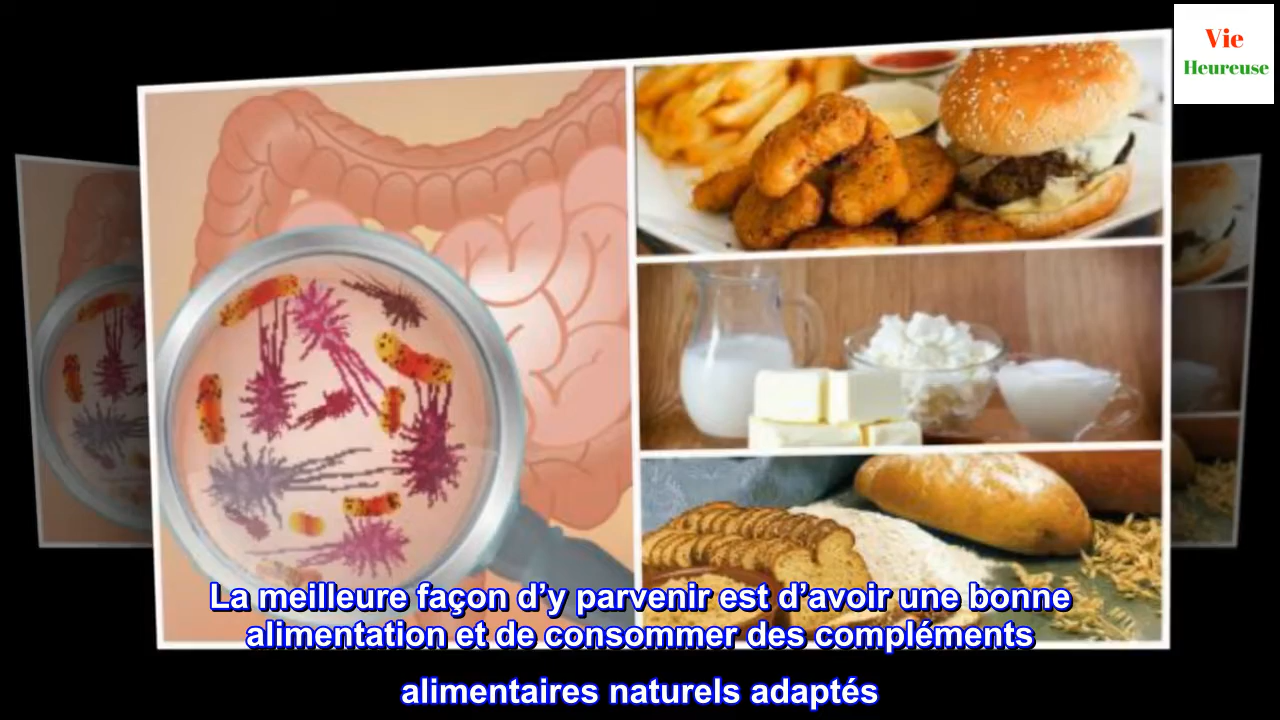 Vie
Heureuse
La meilleure façon d’y parvenir est d’avoir une bonne
alimentation et de consommer des compléments
alimentaires naturels adaptés